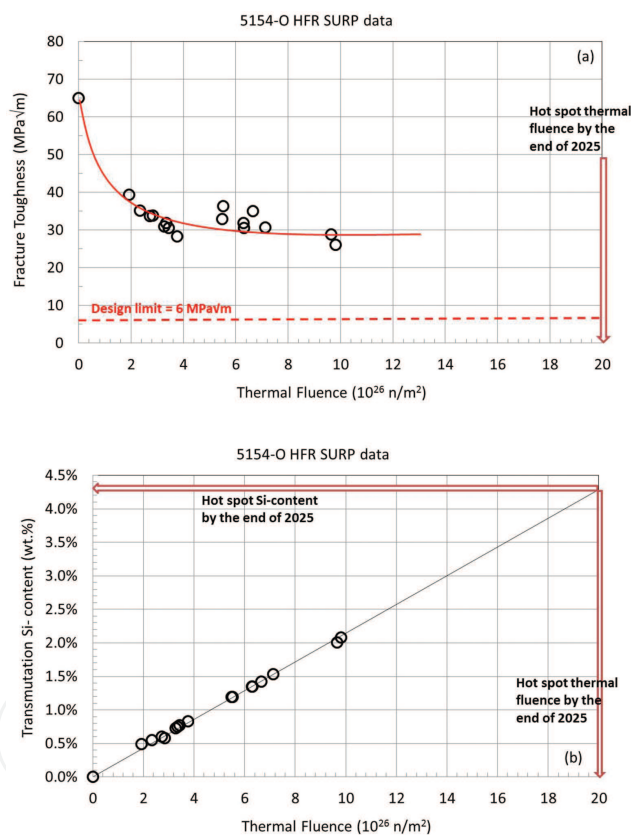 5154-O HFR SURP data
80
70
60
50
40
30
20
10
0
Fracture Toughness (MPa√m)
(a)
Hot spot thermal
fluence by the
end of 2025
Design limit = 6 MPa√m
0 2 4 6 8 10 12 14 16 18 20
Thermal Fluence (10²⁶ n/m²)
5154-O HFR SURP data
4.5%
4.0%
3.5%
3.0%
2.5%
2.0%
1.5%
1.0%
0.5%
0.0%
Transmutation Si- content (wt.%)
Hot spot Si-content
by the end of 2025
Hot spot thermal
fluence by the
end of 2025
(b)
0 2 4 6 8 10 12 14 16 18 20
Thermal Fluence (10²⁶ n/m²)